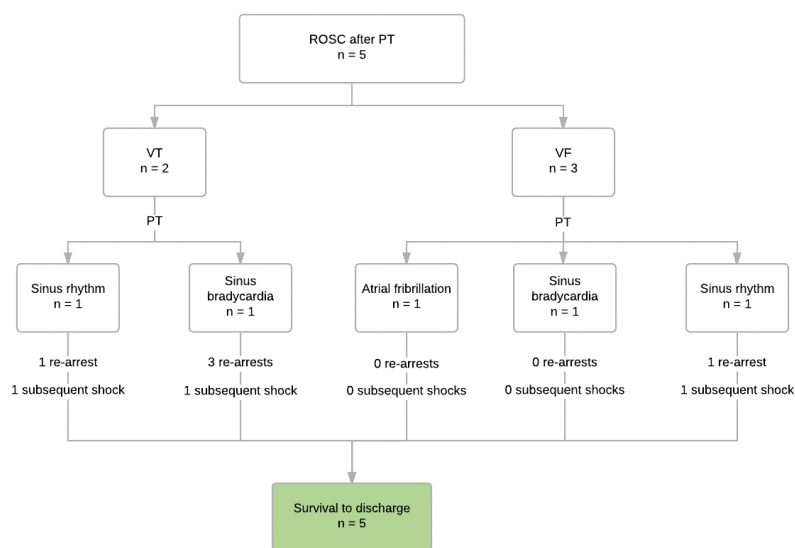 ROSC after PT
n = 5
VT
n = 2
VF
n = 3
PT
PT
Sinus rhythm
n = 1
Sinus
bradycardia
n = 1
Atrial fribrillation
n = 1
Sinus
bradycardia
n = 1
Sinus rhythm
n = 1
1 re-arrest
1 subsequent shock
3 re-arrests
1 subsequent shock
0 re-arrests
0 subsequent shocks
0 re-arrests
0 subsequent shocks
1 re-arrest
1 subsequent shock
Survival to discharge
n = 5